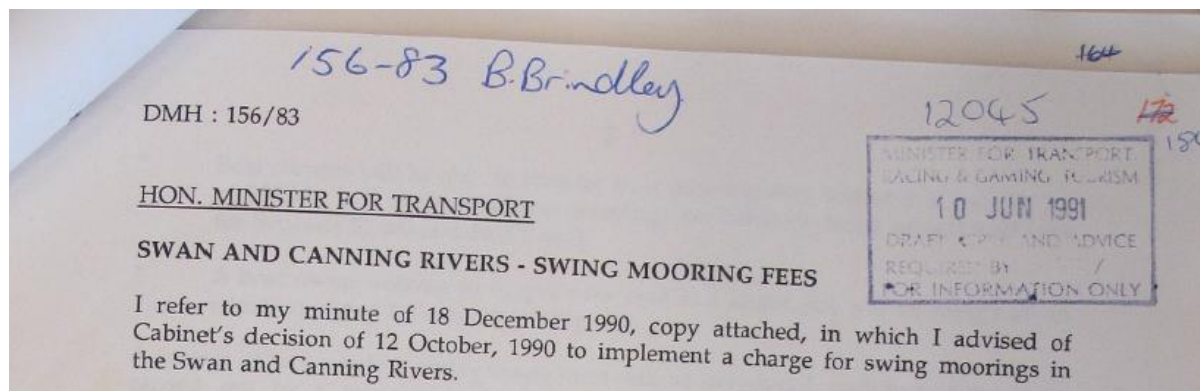 164
156-83 B.Brindley
12045
172
DMH : 156/83
MINISTER FOR TRANSPORT
RACING & GAMING TOURISM
10 JUN 1991
DRAFT REPLY AND ADVICE
REQUIRED BY /
FOR INFORMATION ONLY
HON. MINISTER FOR TRANSPORT
SWAN AND CANNING RIVERS - SWING MOORING FEES
I refer to my minute of 18 December 1990, copy attached, in which I advised of
Cabinet's decision of 12 October, 1990 to implement a charge for swing moorings in
the Swan and Canning Rivers.